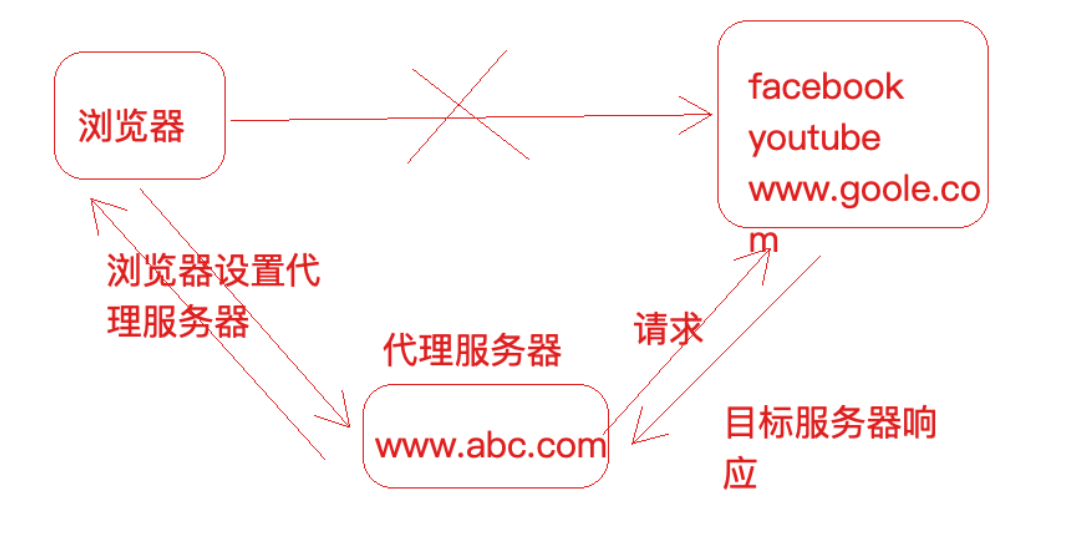 浏览器
facebook
youtube
www.goole.co
m
浏览器设置代
理服务器
代理服务器
www.abc.com
请求
目标服务器响
应